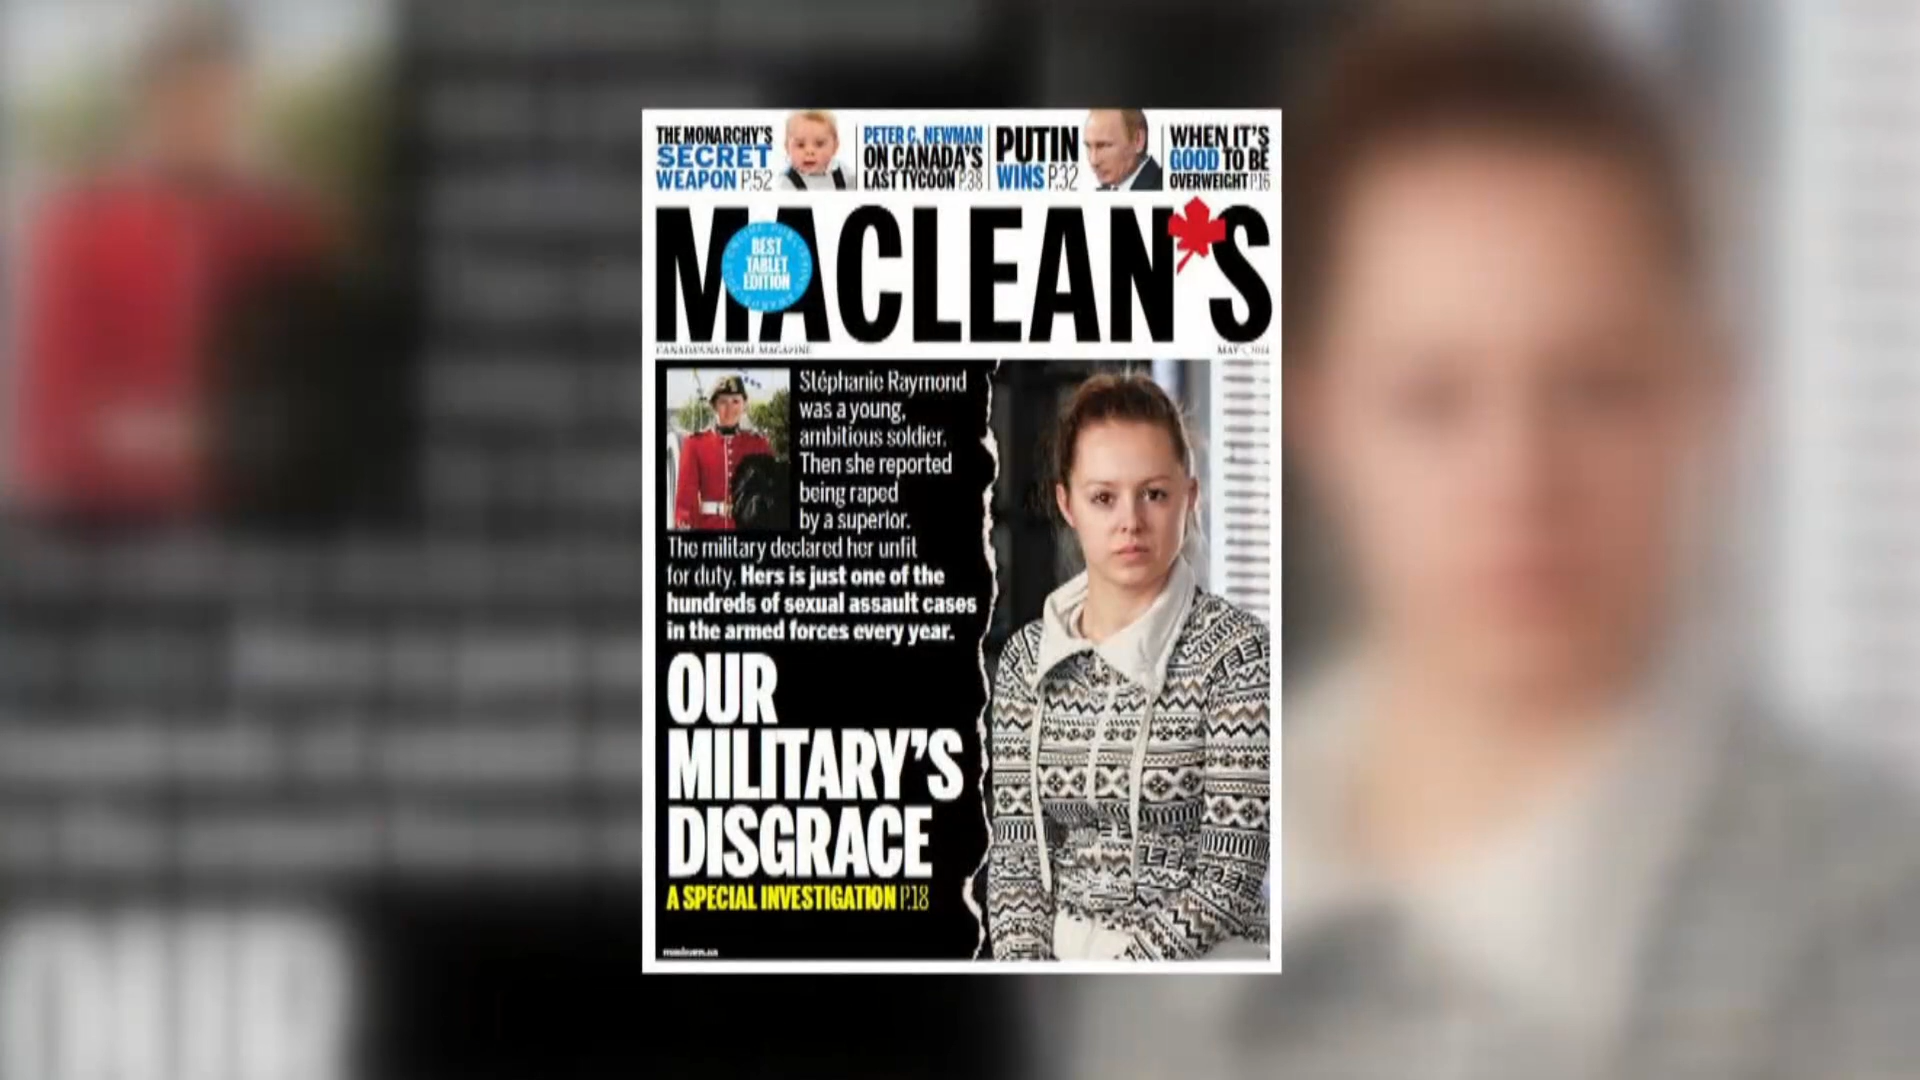 THE MONARCHY'S
SECRET
WEAPON P.52
PETER C. NEWMAN
ON CANADA'S
LAST TYCOON P.38
PUTIN
WINS P.32
WHEN IT'S
GOOD TO BE
OVERWEIGHT P.16
MACLEAN'S
BEST
TABLET
EDITION
CANADA'S NATIONAL MAGAZINE
Stéphanie Raymond
was a young,
ambitious soldier.
Then she reported
being raped
by a superior.
The military declared her unfit
for duty. Hers is just one of the
hundreds of sexual assault cases
in the armed forces every year.
OUR
MILITARY'S
DISGRACE
A SPECIAL INVESTIGATION P.18